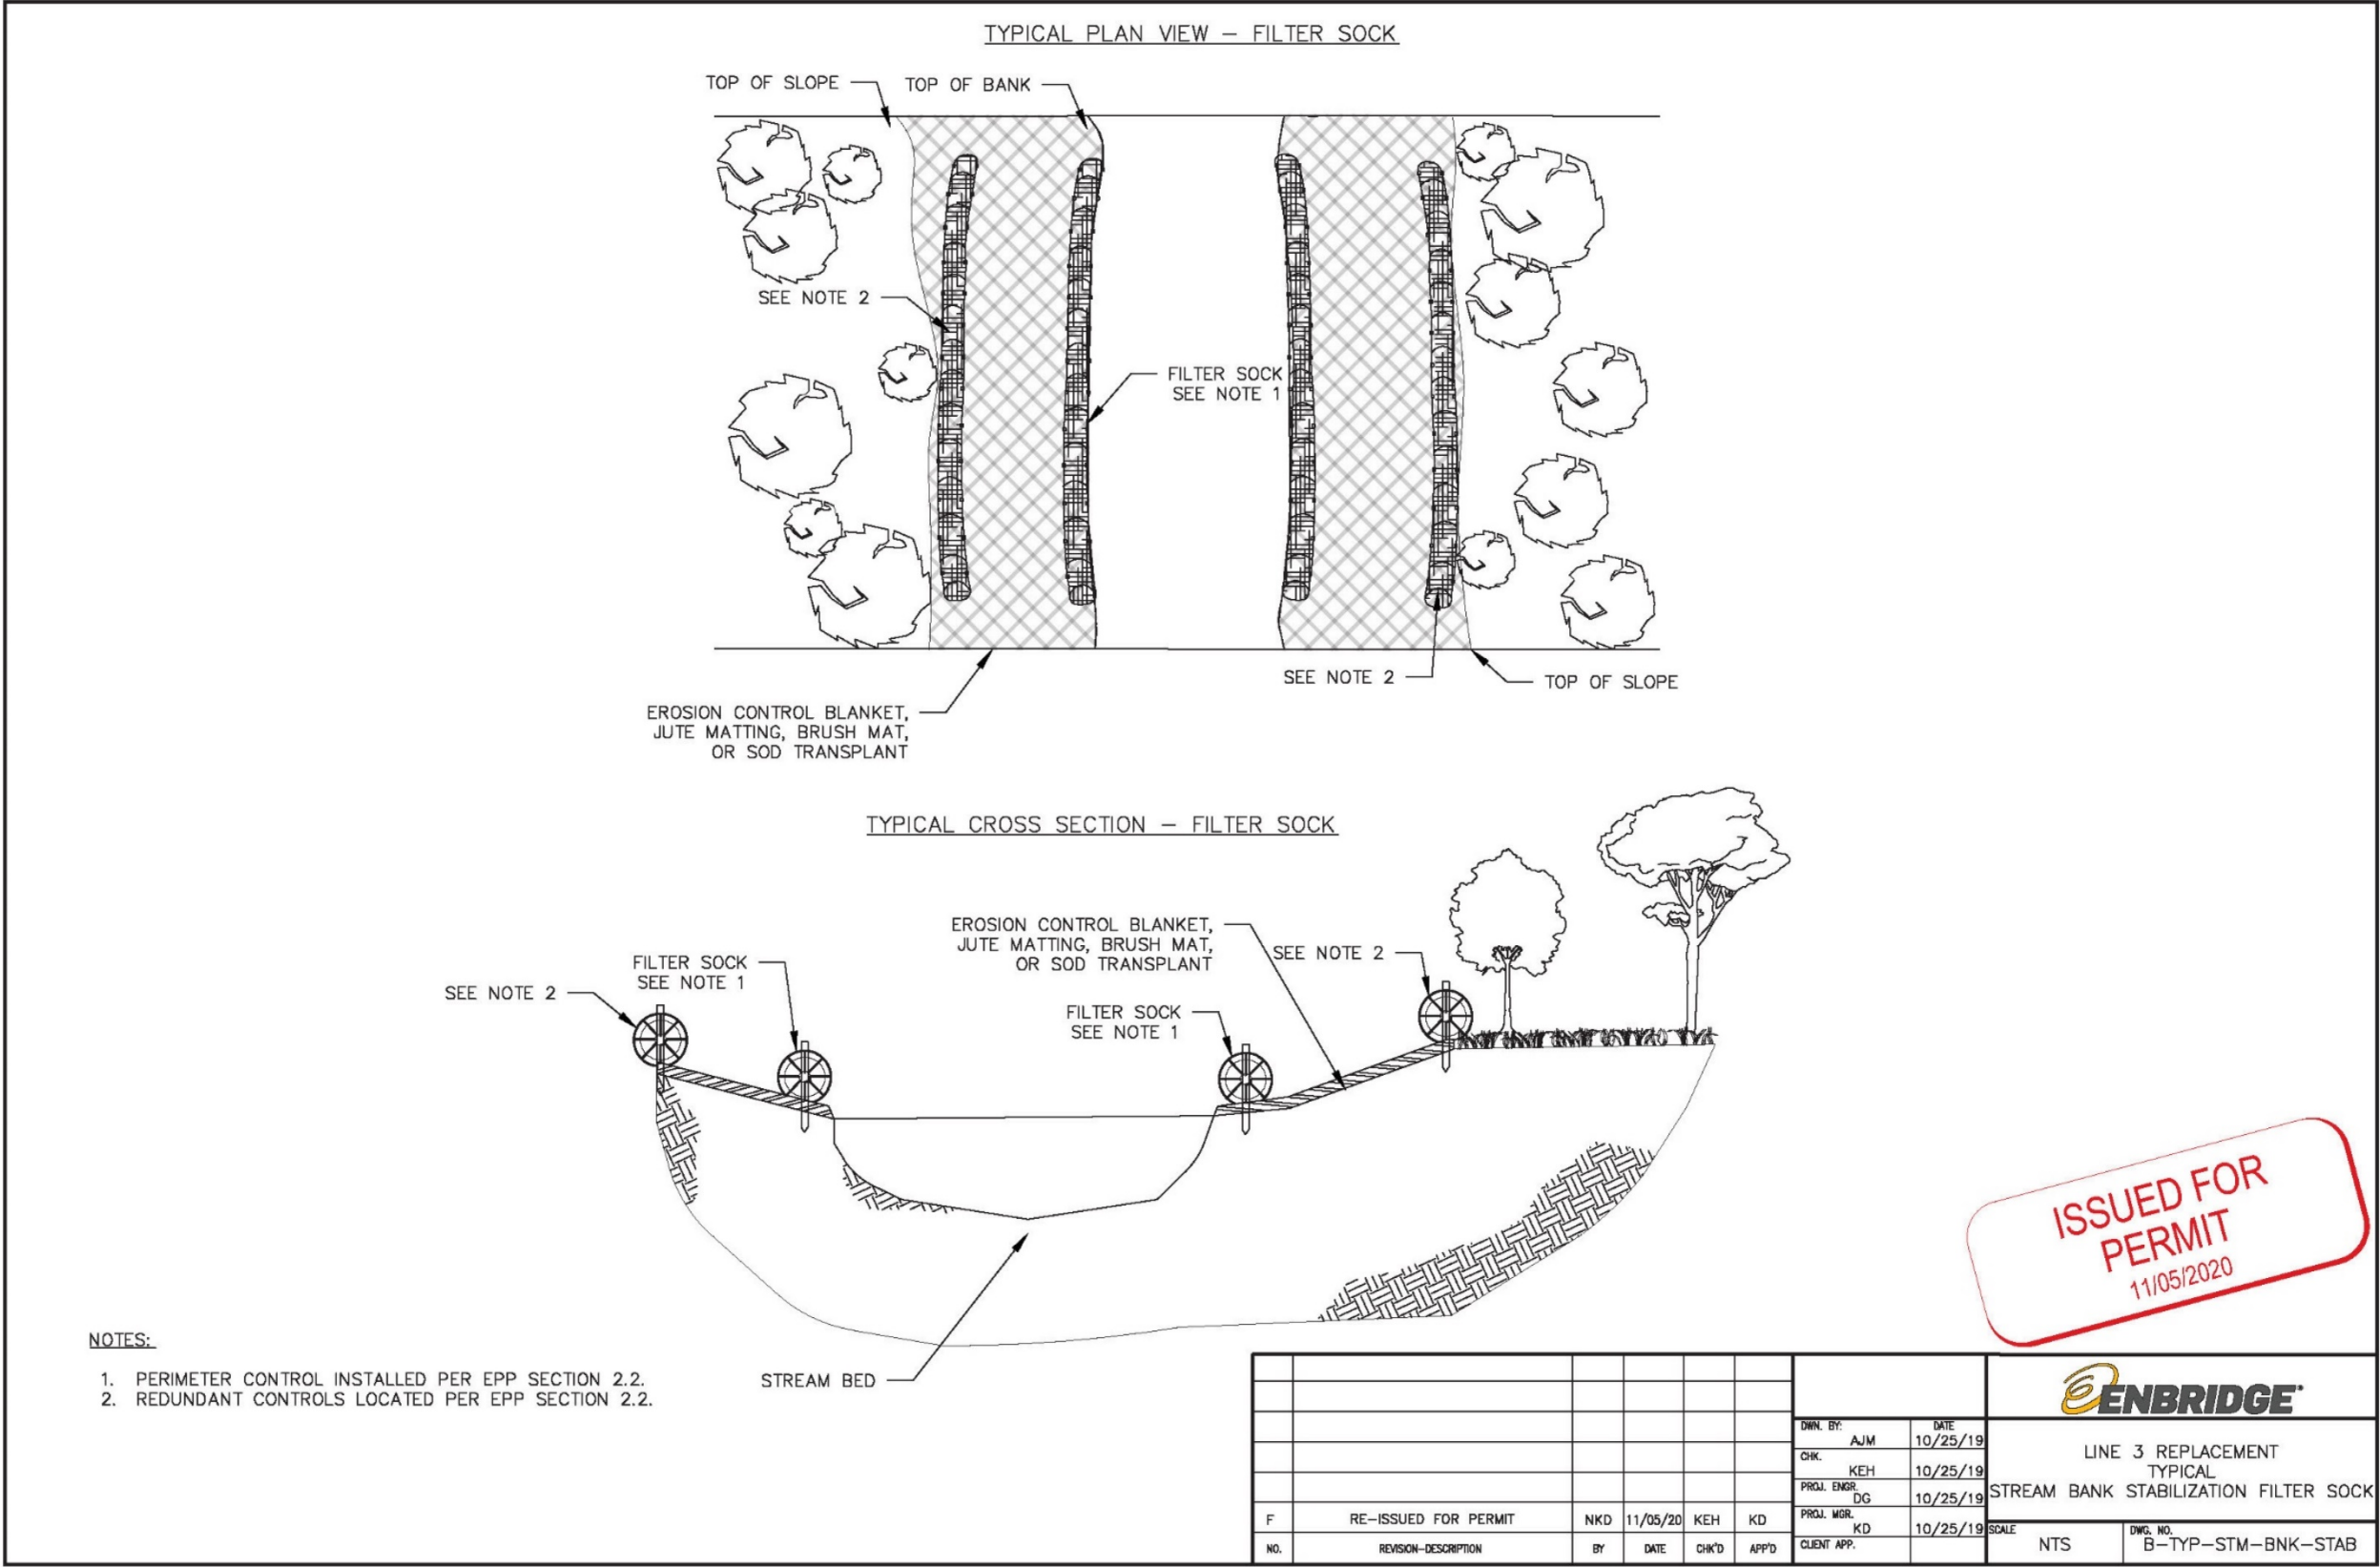 TYPICAL PLAN VIEW – FILTER SOCK
TOP OF SLOPE
TOP OF BANK
SEE NOTE 2
FILTER SOCK
SEE NOTE 1
SEE NOTE 2
TOP OF SLOPE
EROSION CONTROL BLANKET,
JUTE MATTING, BRUSH MAT,
OR SOD TRANSPLANT
TYPICAL CROSS SECTION – FILTER SOCK
EROSION CONTROL BLANKET,
JUTE MATTING, BRUSH MAT,
OR SOD TRANSPLANT
SEE NOTE 2
FILTER SOCK
SEE NOTE 1
SEE NOTE 2
FILTER SOCK
SEE NOTE 1
STREAM BED
ISSUED FOR
PERMIT
11/05/2020
NOTES:
1. PERIMETER CONTROL INSTALLED PER EPP SECTION 2.2.
2. REDUNDANT CONTROLS LOCATED PER EPP SECTION 2.2.
F RE–ISSUED FOR PERMIT NKD 11/05/20 KEH KD
NO. REVISION–DESCRIPTION BY DATE CHK'D APP'D
DWN. BY: DATE
AJM 10/25/19
CHK.
KEH 10/25/19
PROJ. ENGR.
DG 10/25/19
PROJ. MGR.
KD 10/25/19
CLIENT APP.
ENBRIDGE
LINE 3 REPLACEMENT
TYPICAL
STREAM BANK STABILIZATION FILTER SOCK
SCALE
NTS
DWG. NO.
B–TYP–STM–BNK–STAB